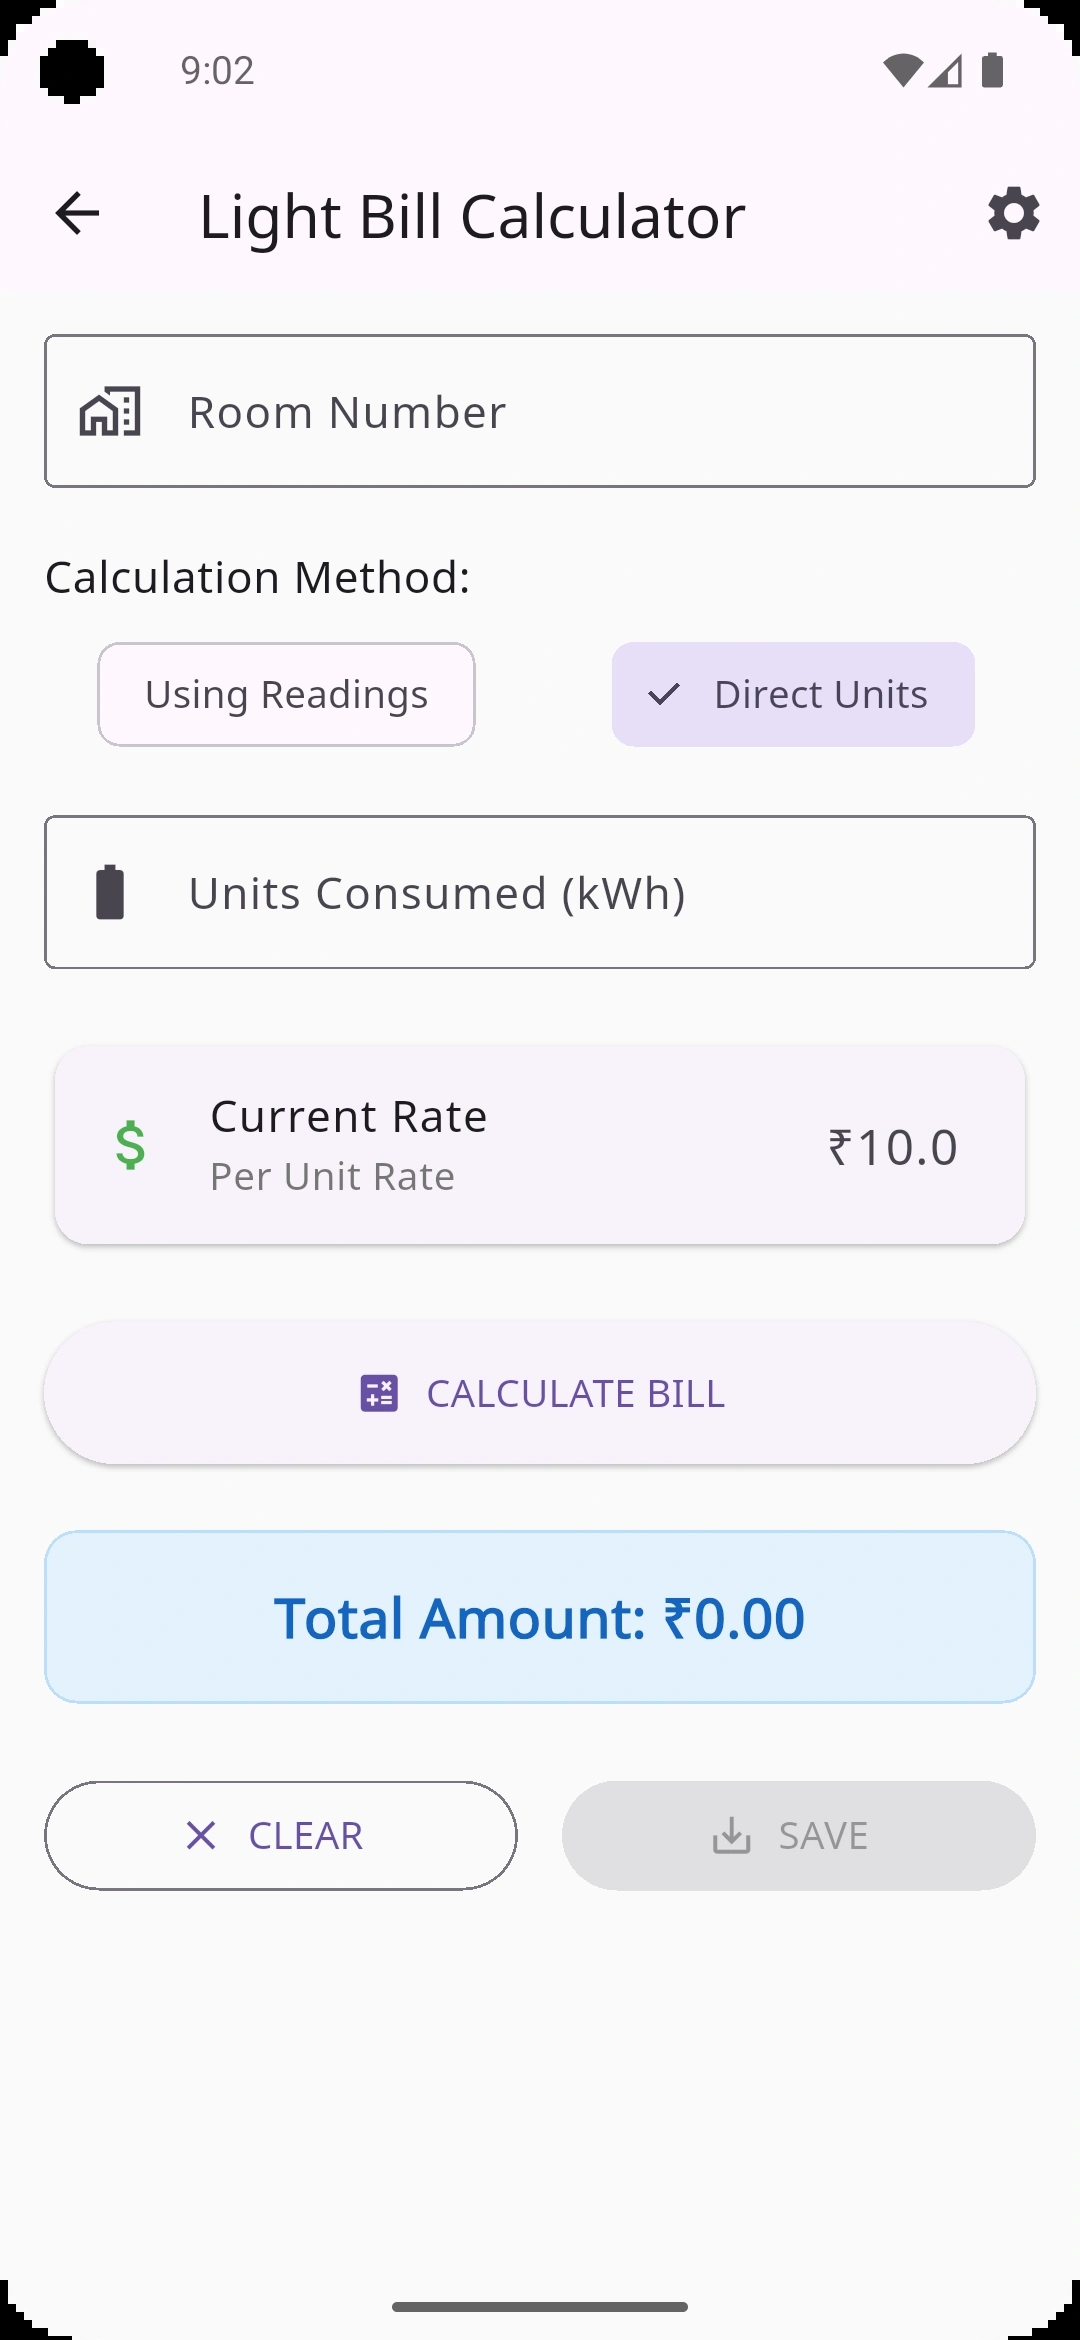 9:02
Light Bill Calculator
Room Number
Calculation Method:
Using Readings
Direct Units
Units Consumed (kWh)
Current Rate
Per Unit Rate
₹10.0
CALCULATE BILL
Total Amount: ₹0.00
CLEAR
SAVE